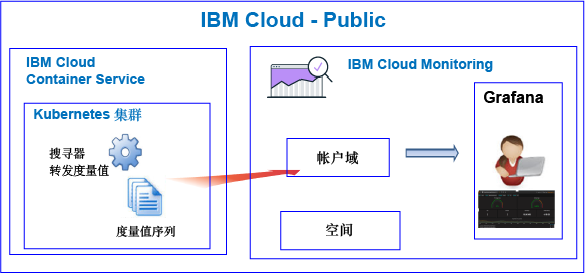 IBM Cloud - Public
IBM Cloud
Container Service
Kubernetes 集群
搜寻器
转发度量值
度量值序列
IBM Cloud Monitoring
帐户域
空间
Grafana